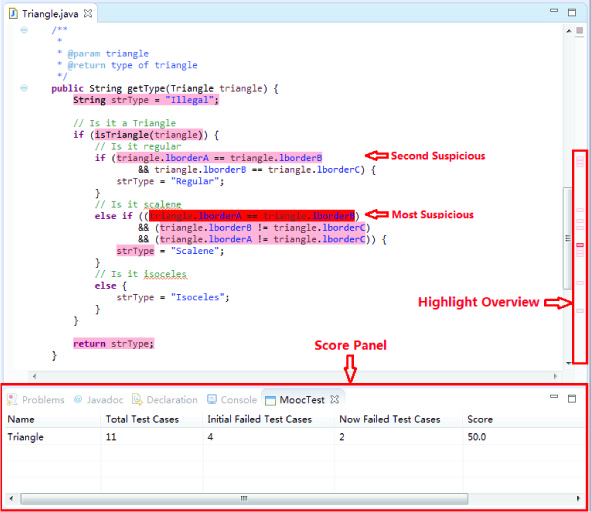 Triangle.java
/**
*
* @param triangle
* @return type of triangle
*/
public String getType(Triangle triangle) {
String strType = "Illegal";
// Is it a Triangle
if (isTriangle(triangle)) {
// Is it regular
if (triangle.lborderA == triangle.lborderB
Second Suspicious
&& triangle.lborderB == triangle.lborderC) {
strType = "Regular";
}
// Is it scalene
else if ((triangle.lborderA == triangle.lborderB)
Most Suspicious
&& (triangle.lborderB != triangle.lborderC)
&& (triangle.lborderA != triangle.lborderC)) {
strType = "Scalene";
}
// Is it isoceles
else {
strType = "Isoceles";
}
}
Highlight Overview
return strType;
}
Score Panel
Problems @ Javadoc Declaration Console MoocTest
Name Total Test Cases Initial Failed Test Cases Now Failed Test Cases Score
Triangle 11 4 2 50.0